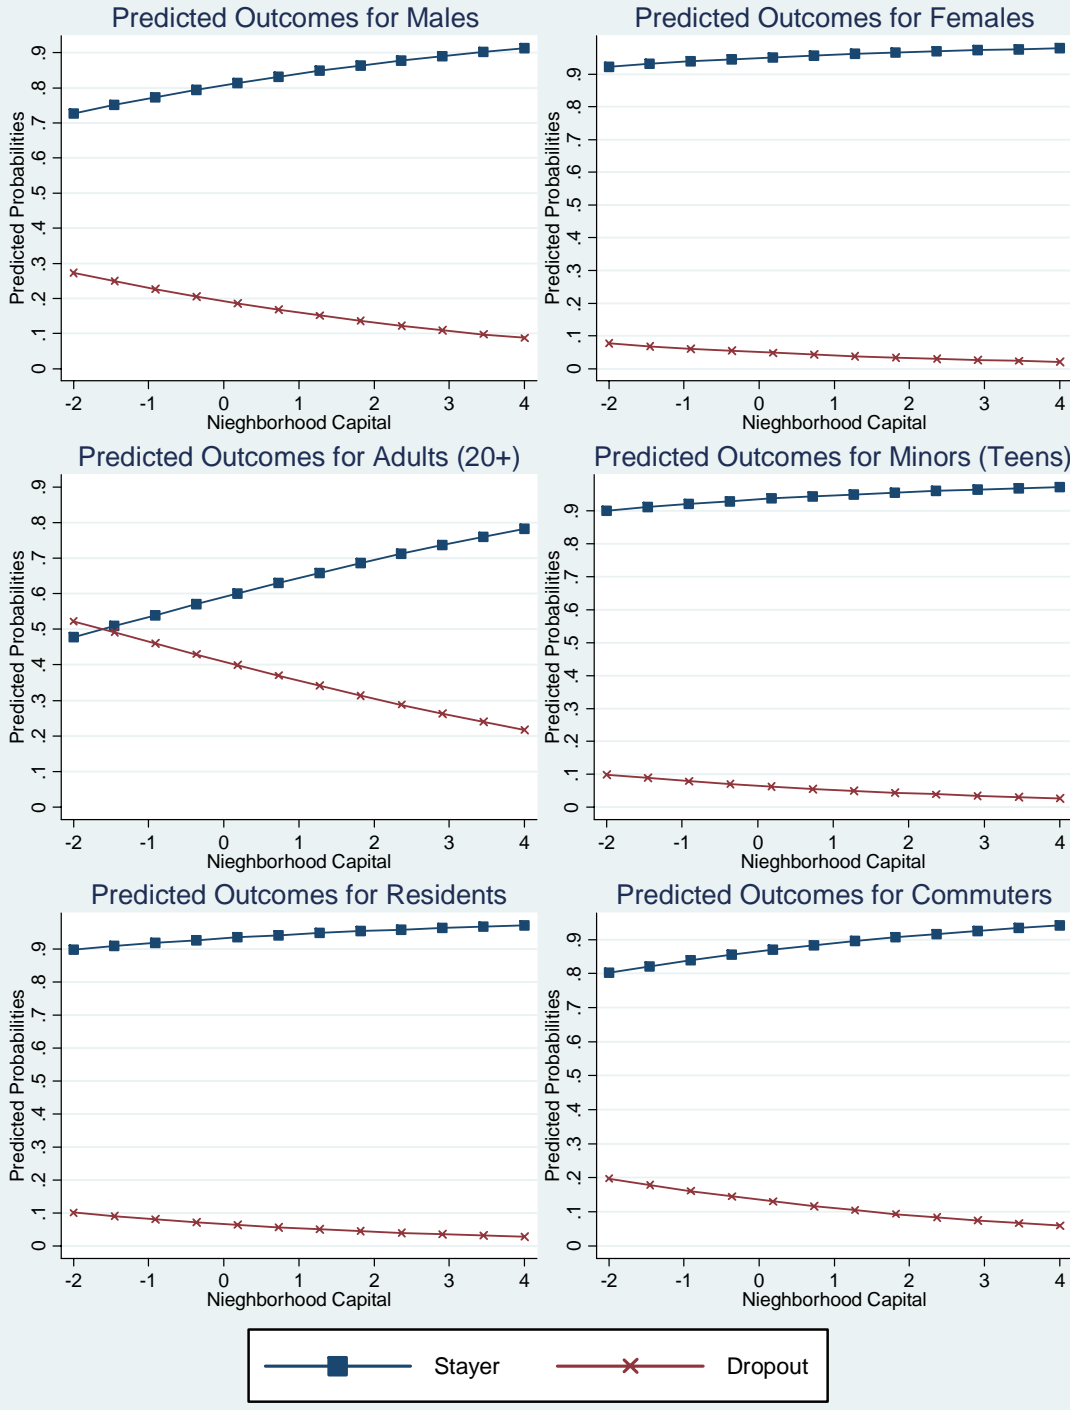 Predicted Outcomes for Males
Predicted Probabilities
.9
.8
.7
.6
.5
.4
.3
.2
.1
0
-2 -1 0 1 2 3 4
Nieghborhood Capital
Predicted Outcomes for Females
Predicted Probabilities
.9
.8
.7
.6
.5
.4
.3
.2
.1
0
-2 -1 0 1 2 3 4
Nieghborhood Capital
Predicted Outcomes for Adults (20+)
Predicted Probabilities
.9
.8
.7
.6
.5
.4
.3
.2
.1
0
-2 -1 0 1 2 3 4
Nieghborhood Capital
Predicted Outcomes for Minors (Teens)
Predicted Probabilities
.9
.8
.7
.6
.5
.4
.3
.2
.1
0
-2 -1 0 1 2 3 4
Nieghborhood Capital
Predicted Outcomes for Residents
Predicted Probabilities
.9
.8
.7
.6
.5
.4
.3
.2
.1
0
-2 -1 0 1 2 3 4
Nieghborhood Capital
Predicted Outcomes for Commuters
Predicted Probabilities
.9
.8
.7
.6
.5
.4
.3
.2
.1
0
-2 -1 0 1 2 3 4
Nieghborhood Capital
Stayer Dropout